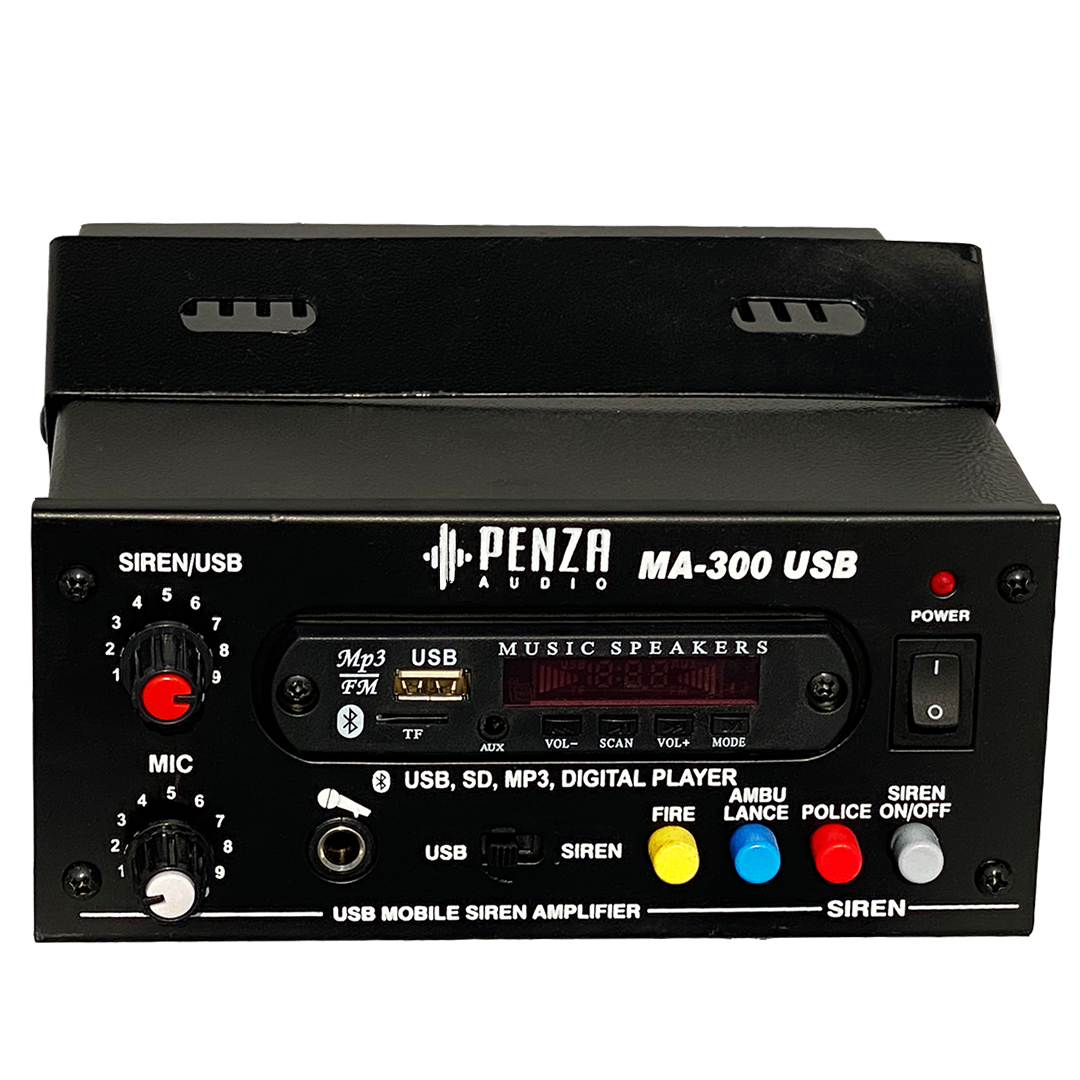 PENZA
AUDIO
MA-300 USB
SIREN/USB
1 2 3 4 5 6 7 8 9
POWER
I
O
MUSIC SPEAKERS
Mp3
FM
USB
TF
AUX
VOL-
SCAN
VOL+
MODE
MIC
1 2 3 4 5 6 7 8 9
USB, SD, MP3, DIGITAL PLAYER
USB
SIREN
FIRE
AMBU
LANCE
POLICE
SIREN
ON/OFF
USB MOBILE SIREN AMPLIFIER
SIREN